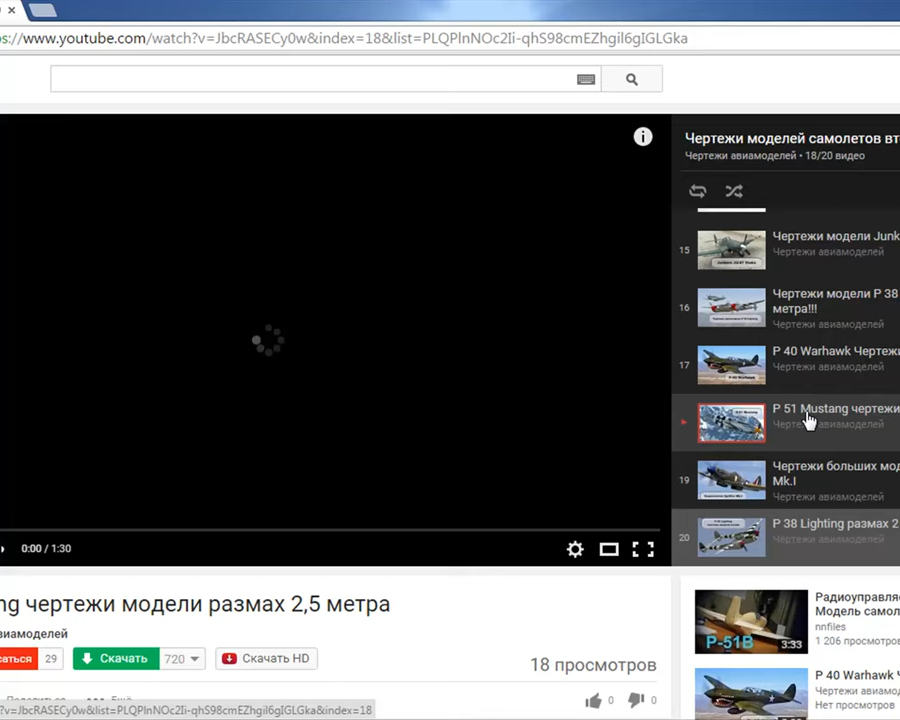 s://www.youtube.com/watch?v=JbcRASECy0w&index=18&list=PLQPlnNOc2Ii-qhS98cmEZhgil6gIGLGka
Чертежи моделей самолетов вт
Чертежи авиамоделей • 18/20 видео
15
Чертежи модели Junk
Чертежи авиамоделей
16
Чертежи модели P 38
метра!!!
Чертежи авиамоделей
17
P 40 Warhawk Чертежи
Чертежи авиамоделей
P 51 Mustang чертежи
Чертежи авиамоделей
19
Чертежи больших мод
Mk.I
Чертежи авиамоделей
20
P 38 Lighting размах 2
Чертежи авиамоделей
0:00 / 1:30
ng чертежи модели размах 2,5 метра
виамоделей
саться
29
Скачать
720
Скачать HD
18 просмотров
0
0
P-51B
3:33
Радиоуправляе
Модель самол
nnfiles
1 206 просмотро
P 40 Warhawk Ч
Чертежи авиамо
Нет просмотров
?v=JbcRASECy0w&list=PLQPlnNOc2Ii-qhS98cmEZhgil6gIGLGka&index=18